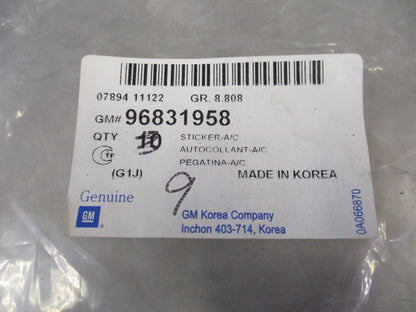 07894 11122 GR. 8.808
GM# 96831958
QTY 10 STICKER-A/C
AUTOCOLLANT-A/C
PEGATINA-A/C
(G1J) MADE IN KOREA
9
Genuine
GM
GM Korea Company
Inchon 403-714, Korea
0A066870